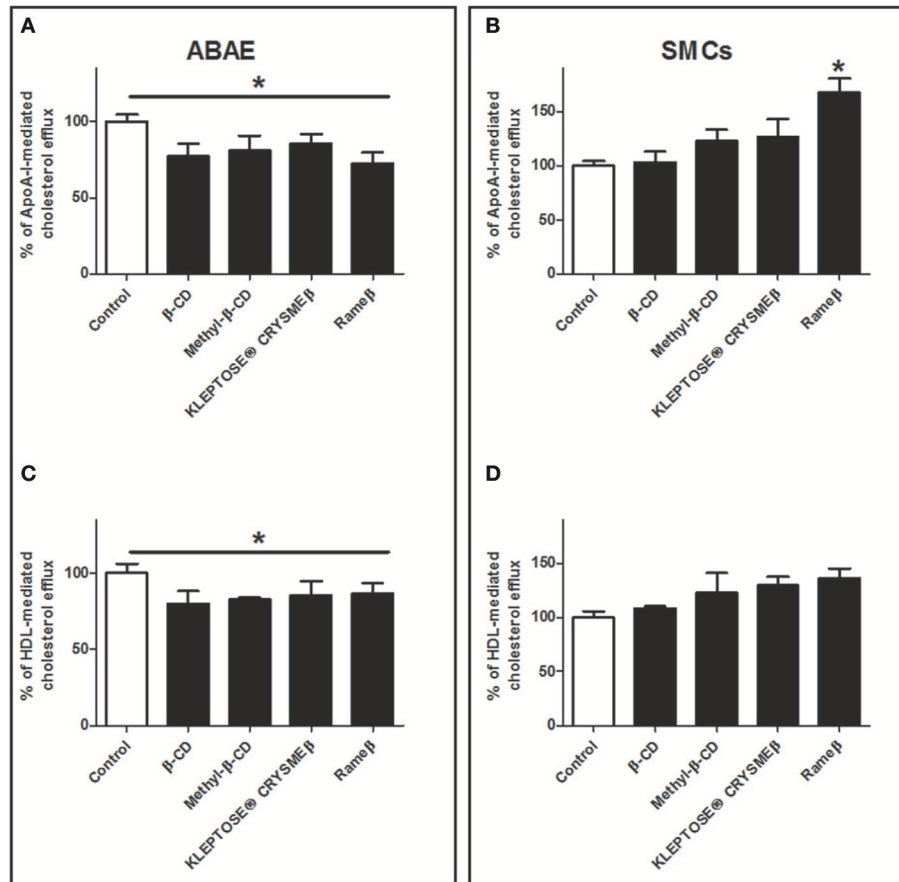 A
ABAE
% of ApoA-I-mediated
cholesterol efflux
100
50
0
*
Control
β-CD
Methyl-β-CD
KLEPTOSE® CRYSMEβ
Rameβ
B
SMCs
% of ApoA-I-mediated
cholesterol efflux
150
100
50
0
*
Control
β-CD
Methyl-β-CD
KLEPTOSE® CRYSMEβ
Rameβ
C
% of HDL-mediated
cholesterol efflux
100
50
0
*
Control
β-CD
Methyl-β-CD
KLEPTOSE® CRYSMEβ
Rameβ
D
% of HDL-mediated
cholesterol efflux
150
100
50
0
Control
β-CD
Methyl-β-CD
KLEPTOSE® CRYSMEβ
Rameβ